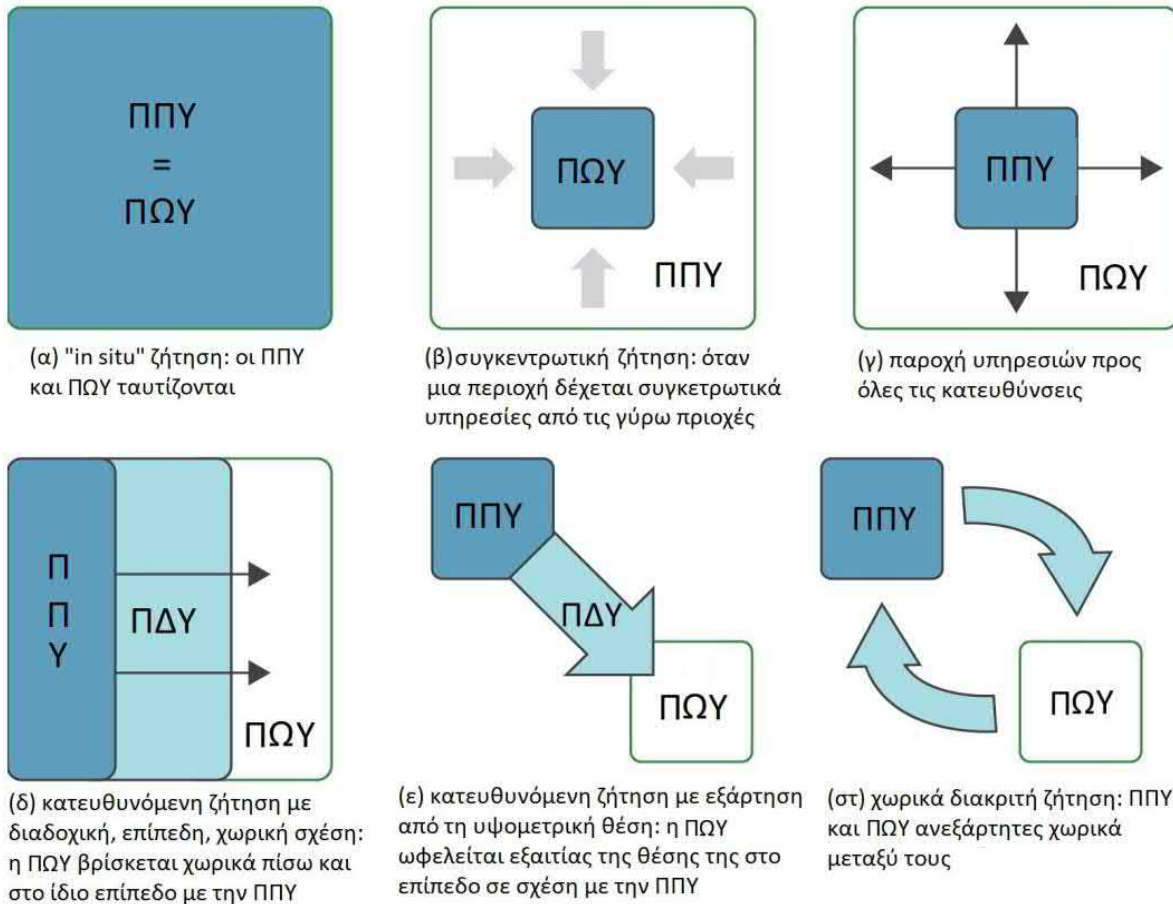 ΠΠΥ
=
ΠΩΥ
(α) "in situ" ζήτηση: οι ΠΠΥ
και ΠΩΥ ταυτίζονται
ΠΩΥ
ΠΠΥ
(β)συγκεντρωτική ζήτηση: όταν
μια περιοχή δέχεται συγκετρωτικά
υπηρεσίες από τις γύρω πριοχές
ΠΠΥ
ΠΩΥ
(γ) παροχή υπηρεσιών προς
όλες τις κατευθύνσεις
Π
Π
Υ
ΠΔΥ
ΠΩΥ
(δ) κατευθυνόμενη ζήτηση με
διαδοχική, επίπεδη, χωρική σχέση:
η ΠΩΥ βρίσκεται χωρικά πίσω και
στο ίδιο επίπεδο με την ΠΠΥ
ΠΠΥ
ΠΔΥ
ΠΩΥ
(ε) κατευθυνόμενη ζήτηση με εξάρτηση
από τη υψομετρική θέση: η ΠΩΥ
ωφελείται εξαιτίας της θέσης της στο
επίπεδο σε σχέση με την ΠΠΥ
ΠΠΥ
ΠΩΥ
(στ) χωρικά διακριτή ζήτηση: ΠΠΥ
και ΠΩΥ ανεξάρτητες χωρικά
μεταξύ τους